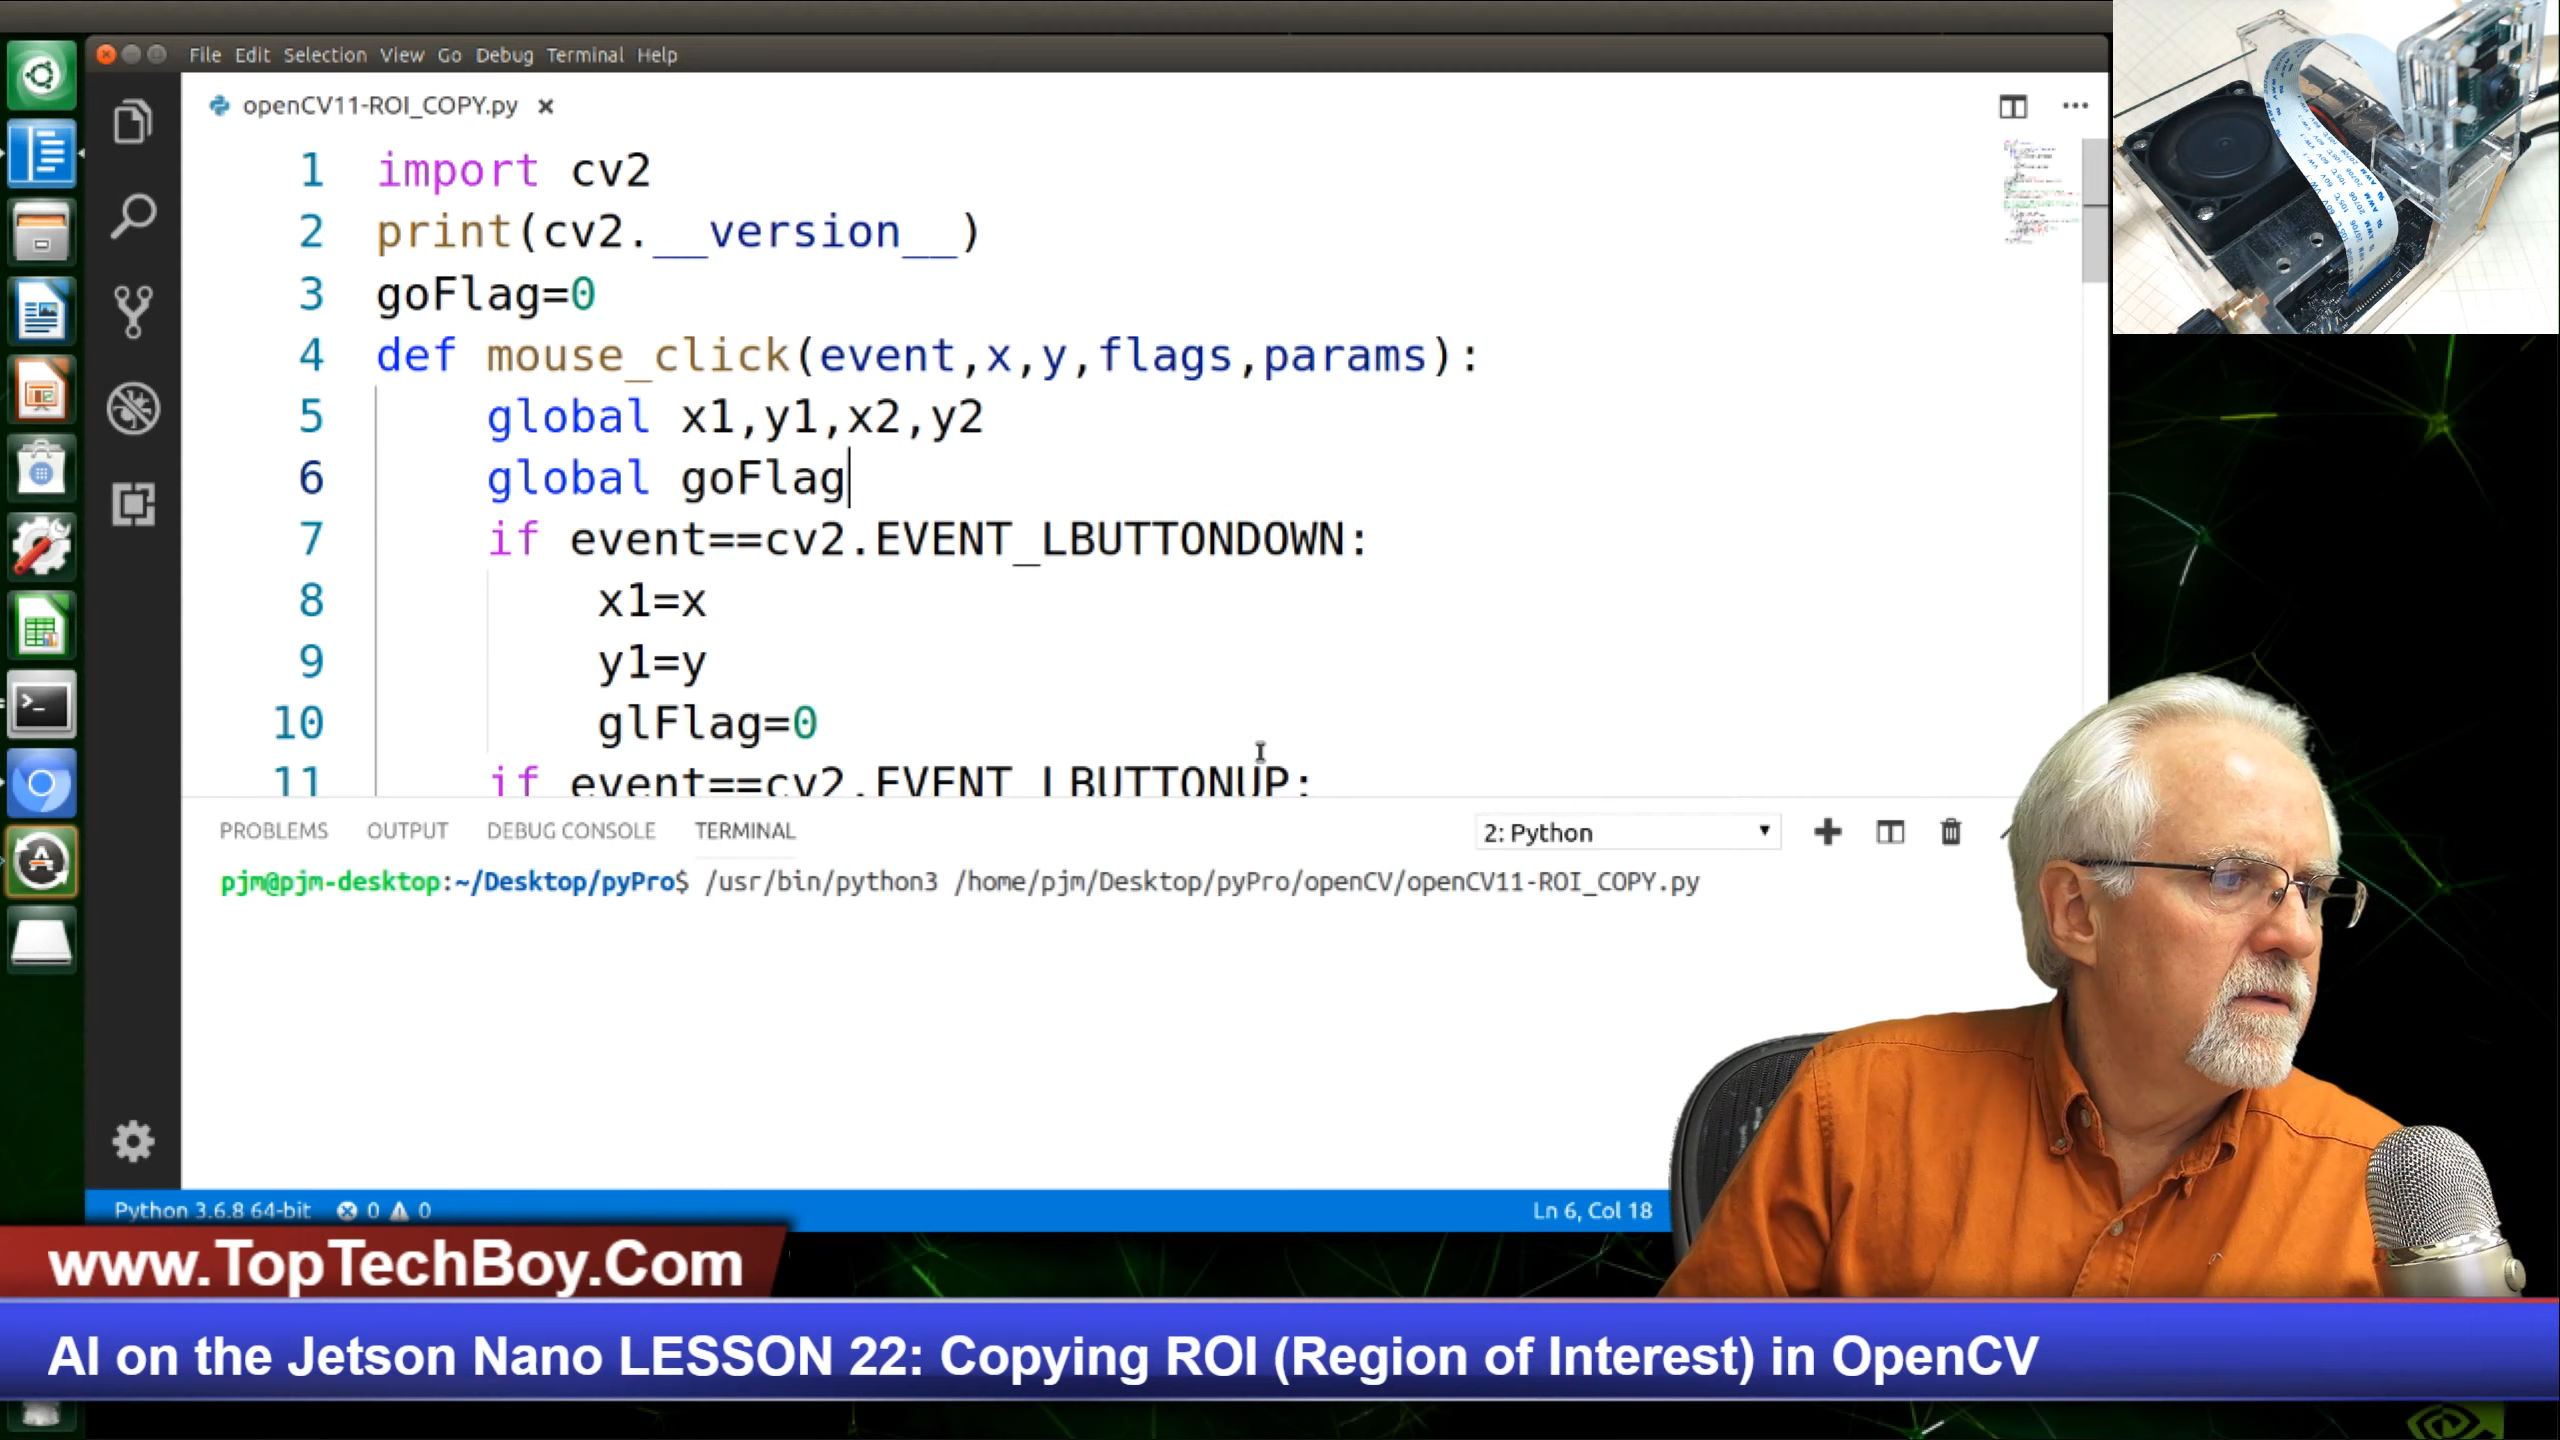 File Edit Selection View Go Debug Terminal Help
openCV11-ROI_COPY.py
1 import cv2
2 print(cv2.__version__)
3 goFlag=0
4 def mouse_click(event,x,y,flags,params):
5 global x1,y1,x2,y2
6 global goFlag
7 if event==cv2.EVENT_LBUTTONDOWN:
8 x1=x
9 y1=y
10 glFlag=0
11 if event==cv2.EVENT_LBUTTONUP:
PROBLEMS OUTPUT DEBUG CONSOLE TERMINAL 2: Python
pjm@pjm-desktop:~/Desktop/pyPro$ /usr/bin/python3 /home/pjm/Desktop/pyPro/openCV/openCV11-ROI_COPY.py
Python 3.6.8 64-bit 0 0 Ln 6, Col 18
www.TopTechBoy.Com
AI on the Jetson Nano LESSON 22: Copying ROI (Region of Interest) in OpenCV